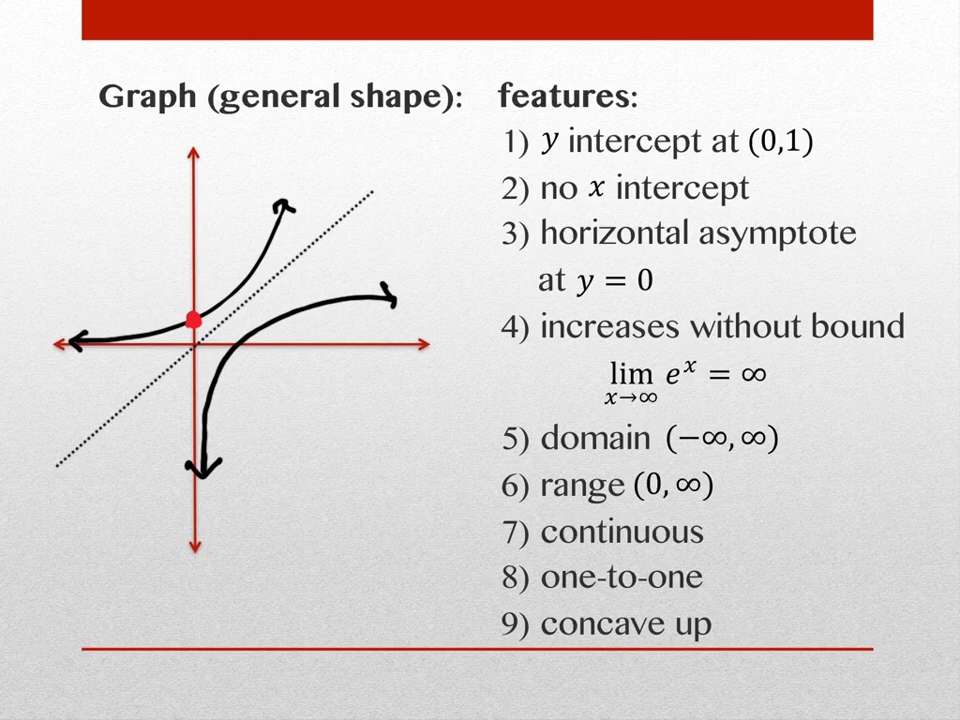 Graph (general shape):
features:
1) y intercept at (0,1)
2) no x intercept
3) horizontal asymptote
at y = 0
4) increases without bound
lim x→∞ eˣ = ∞
5) domain (−∞, ∞)
6) range (0, ∞)
7) continuous
8) one-to-one
9) concave up